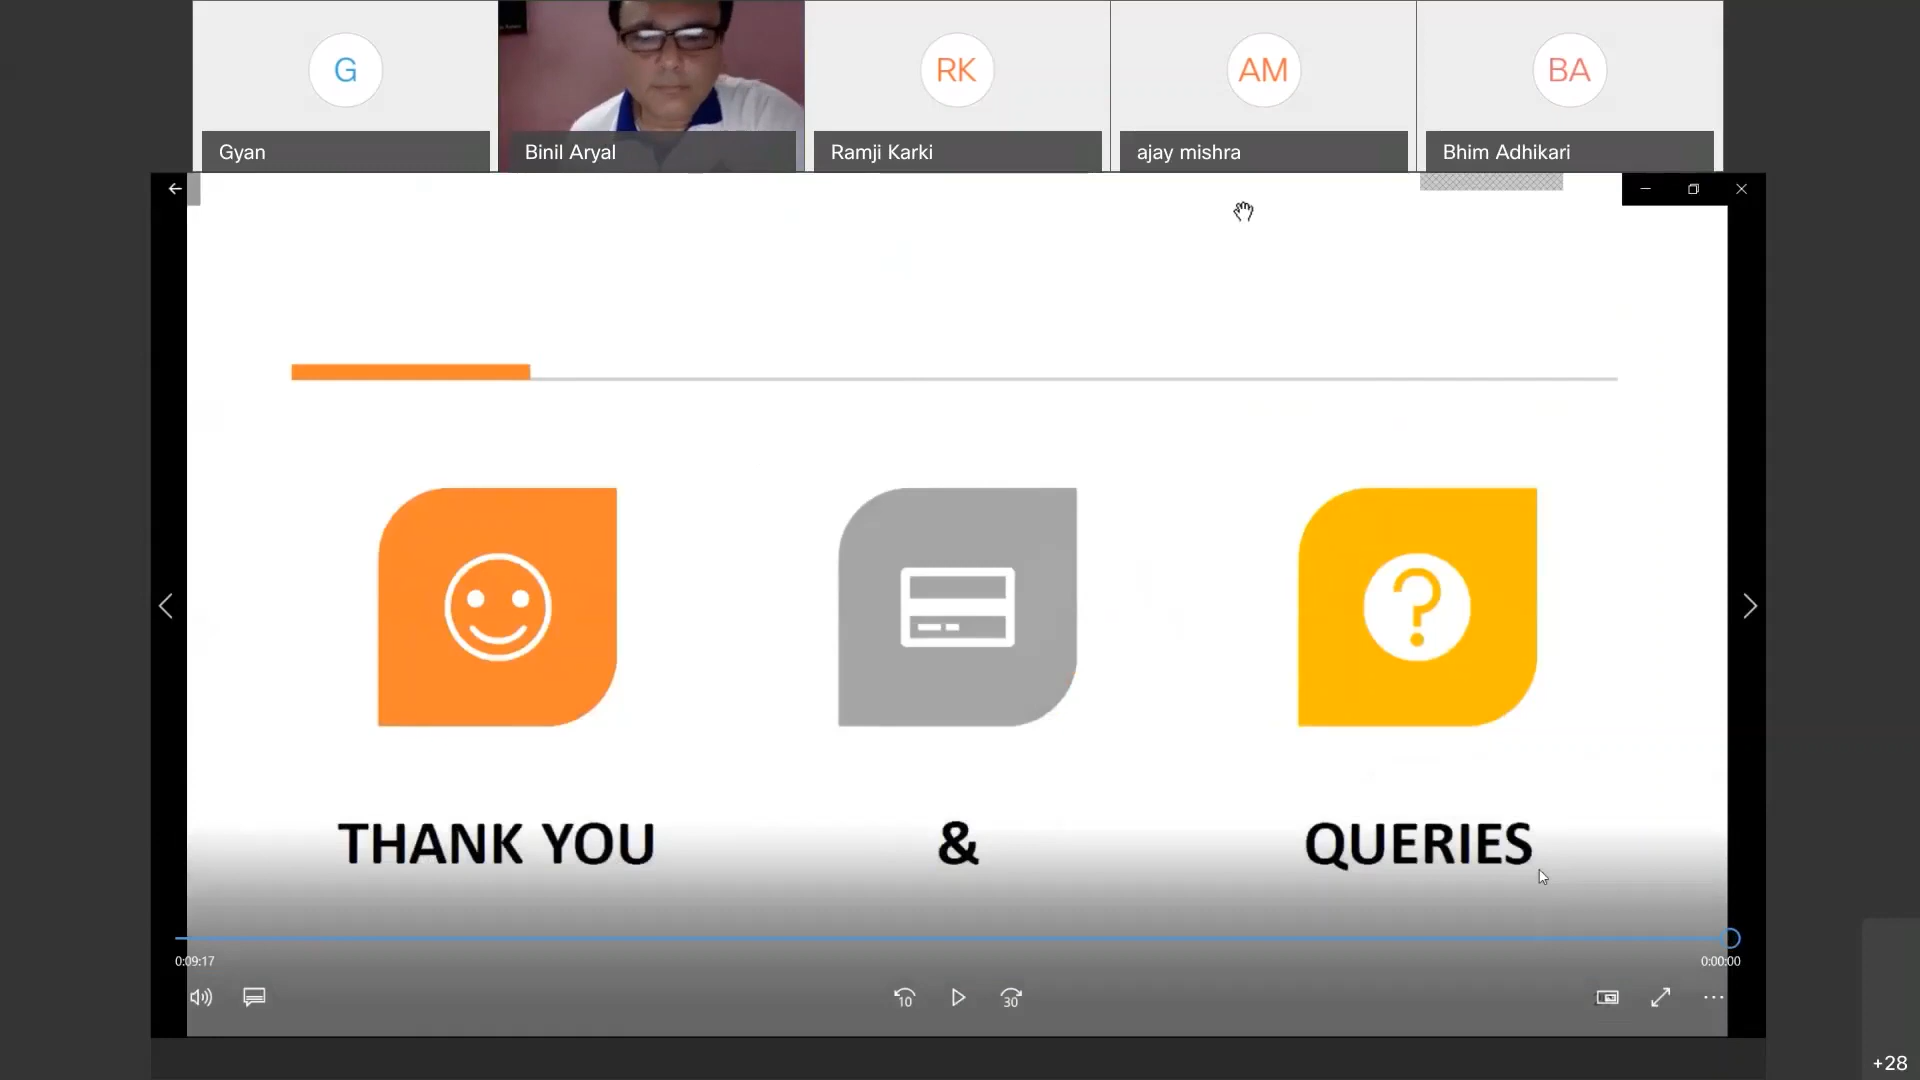 G
RK
AM
BA
Gyan
Binil Aryal
Ramji Karki
ajay mishra
Bhim Adhikari
THANK YOU
&
QUERIES
0:09:17
0:00:00
10
30
+28